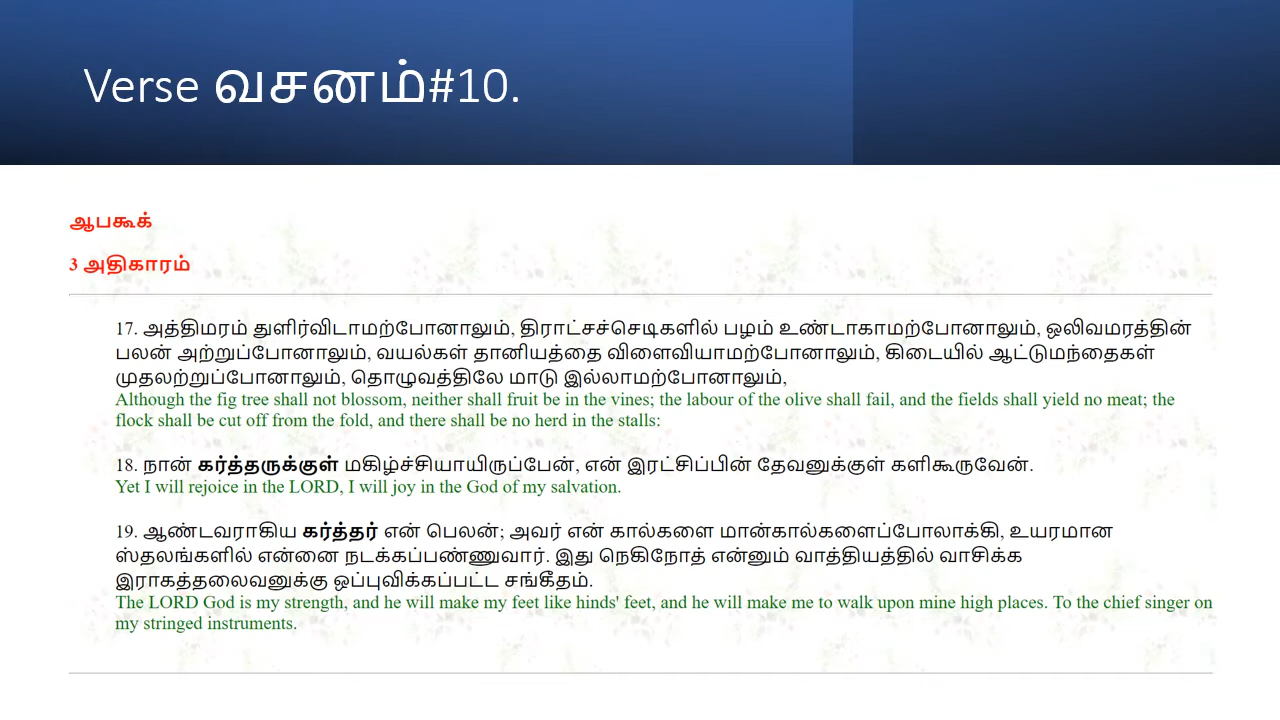 Verse வசனம்#10.
ஆபகூக்
3 அதிகாரம்
17. அத்திமரம் துளிர்விடாமற்போனாலும், திராட்சச்செடிகளில் பழம் உண்டாகாமற்போனாலும், ஒலிவமரத்தின்
பலன் அற்றுப்போனாலும், வயல்கள் தானியத்தை விளைவியாமற்போனாலும், கிடையில் ஆட்டுமந்தைகள்
முதலற்றுப்போனாலும், தொழுவத்திலே மாடு இல்லாமற்போனாலும்,
Although the fig tree shall not blossom, neither shall fruit be in the vines; the labour of the olive shall fail, and the fields shall yield no meat; the
flock shall be cut off from the fold, and there shall be no herd in the stalls:
18. நான் கர்த்தருக்குள் மகிழ்ச்சியாயிருப்பேன், என் இரட்சிப்பின் தேவனுக்குள் களிகூருவேன்.
Yet I will rejoice in the LORD, I will joy in the God of my salvation.
19. ஆண்டவராகிய கர்த்தர் என் பெலன்; அவர் என் கால்களை மான்கால்களைப்போலாக்கி, உயரமான
ஸ்தலங்களில் என்னை நடக்கப்பண்ணுவார். இது நெகிநோத் என்னும் வாத்தியத்தில் வாசிக்க
இராகத்தலைவனுக்கு ஒப்புவிக்கப்பட்ட சங்கீதம்.
The LORD God is my strength, and he will make my feet like hinds' feet, and he will make me to walk upon mine high places. To the chief singer on
my stringed instruments.